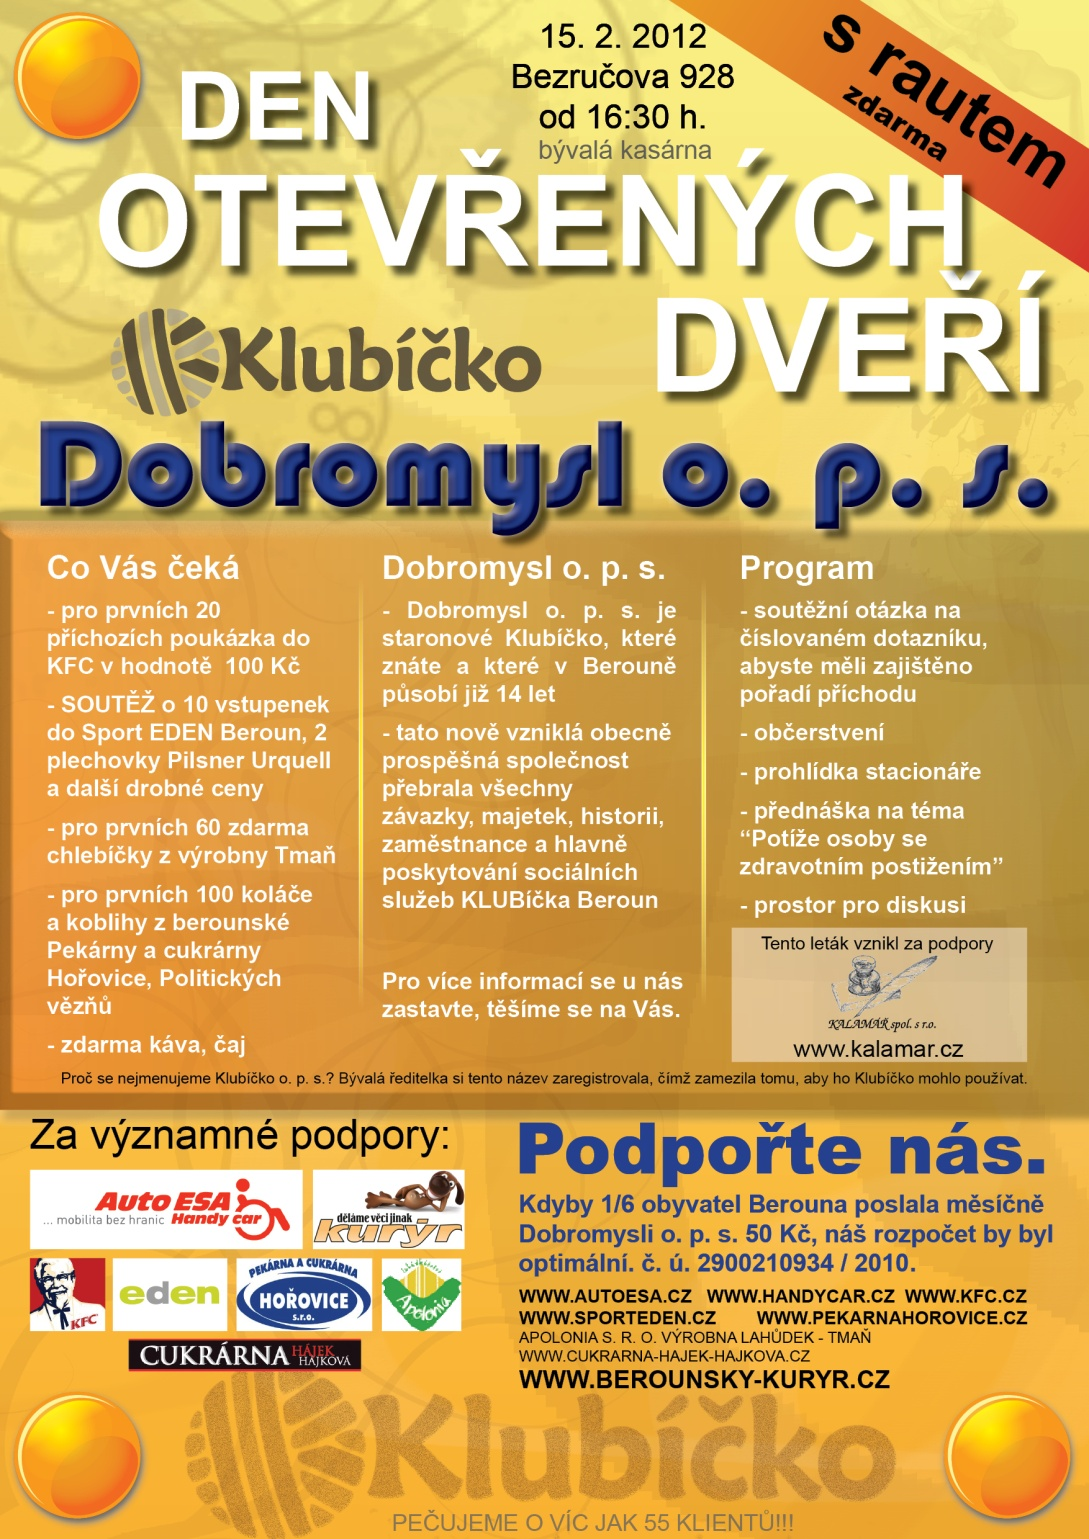 15. 2. 2012
Bezručova 928
od 16:30 h.
bývalá kasárna
s rautem
zdarma
DEN
OTEVŘENÝCH
DVEŘÍ
Klubíčko
Dobromysl o. p. s.
Co Vás čeká
- pro prvních 20
příchozích poukázka do
KFC v hodnotě 100 Kč
- SOUTĚŽ o 10 vstupenek
do Sport EDEN Beroun, 2
plechovky Pilsner Urquell
a další drobné ceny
- pro prvních 60 zdarma
chlebíčky z výrobny Tmaň
- pro prvních 100 koláče
a koblihy z berounské
Pekárny a cukrárny
Hořovice, Politických
vězňů
- zdarma káva, čaj
Dobromysl o. p. s.
- Dobromysl o. p. s. je
staronové Klubíčko, které
znáte a které v Berouně
působí již 14 let
- tato nově vzniklá obecně
prospěšná společnost
přebrala všechny
závazky, majetek, historii,
zaměstnance a hlavně
poskytování sociálních
služeb KLUBíčka Beroun
Pro více informací se u nás
zastavte, těšíme se na Vás.
Program
- soutěžní otázka na
číslovaném dotazníku,
abyste měli zajištěno
pořadí příchodu
- občerstvení
- prohlídka stacionáře
- přednáška na téma
“Potíže osoby se
zdravotním postižením”
- prostor pro diskusi
Tento leták vznikl za podpory
KALAMÁŘ spol. s r.o.
www.kalamar.cz
Proč se nejmenujeme Klubíčko o. p. s.? Bývalá ředitelka si tento název zaregistrovala, čímž zamezila tomu, aby ho Klubíčko mohlo používat.
Za významné podpory:
Auto ESA
... mobilita bez hranic Handy car
děláme věci jinak
kurýr
KFC
eden
PEKÁRNA A CUKRÁRNA
HOŘOVICE
s.r.o.
Apolonia
CUKRÁRNA HÁJEK
HÁJKOVÁ
Podpořte nás.
Kdyby 1/6 obyvatel Berouna poslala měsíčně
Dobromysli o. p. s. 50 Kč, náš rozpočet by byl
optimální. č. ú. 2900210934 / 2010.
WWW.AUTOESA.CZ WWW.HANDYCAR.CZ WWW.KFC.CZ
WWW.SPORTEDEN.CZ WWW.PEKARNAHOROVICE.CZ
APOLONIA S. R. O. VÝROBNA LAHŮDEK - TMAŇ
WWW.CUKRARNA-HAJEK-HAJKOVA.CZ
WWW.BEROUNSKY-KURYR.CZ
Klubíčko
PEČUJEME O VÍC JAK 55 KLIENTŮ!!!